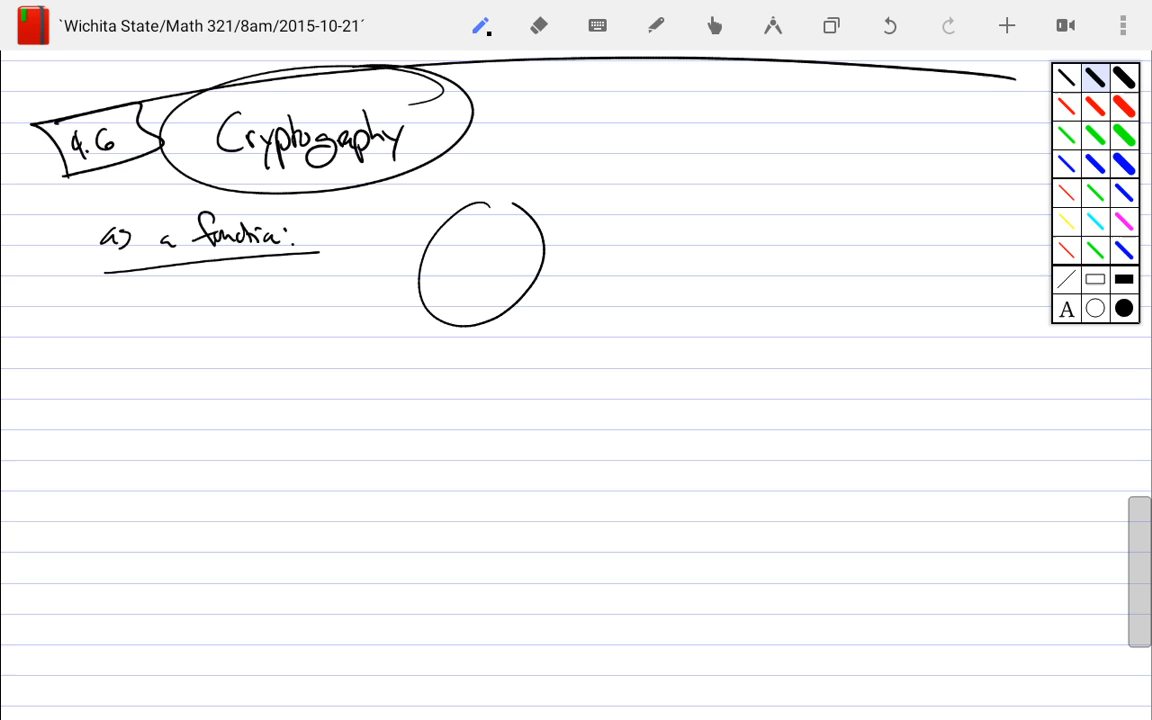 `Wichita State/Math 321/8am/2015-10-21´
4.6 Cryptography
as a function:
A